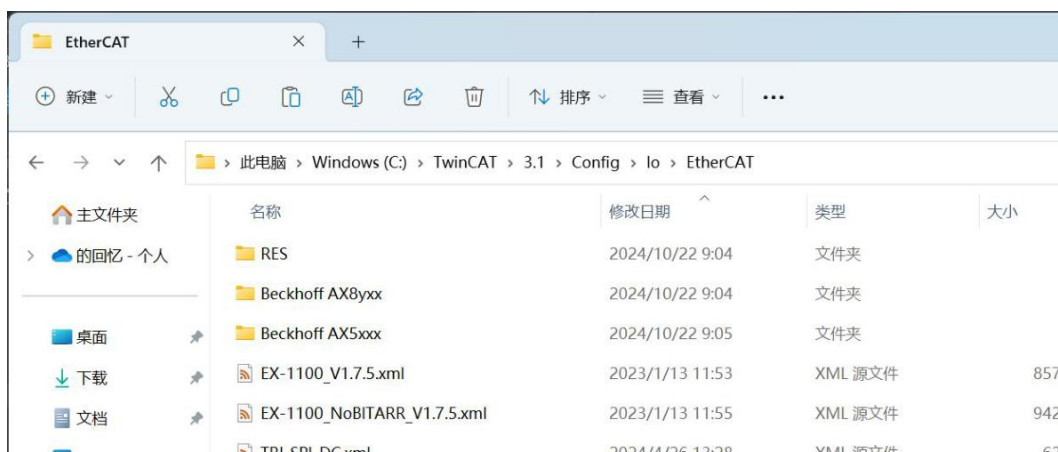 EtherCAT
新建 排序 查看
此电脑 > Windows (C:) > TwinCAT > 3.1 > Config > Io > EtherCAT
主文件夹 名称 修改日期 类型 大小
的回忆 - 个人 RES 2024/10/22 9:04 文件夹
Beckhoff AX8yxx 2024/10/22 9:04 文件夹
桌面 Beckhoff AX5xxx 2024/10/22 9:05 文件夹
下载 EX-1100_V1.7.5.xml 2023/1/13 11:53 XML 源文件 857
文档 EX-1100_NoBITARR_V1.7.5.xml 2023/1/13 11:55 XML 源文件 942